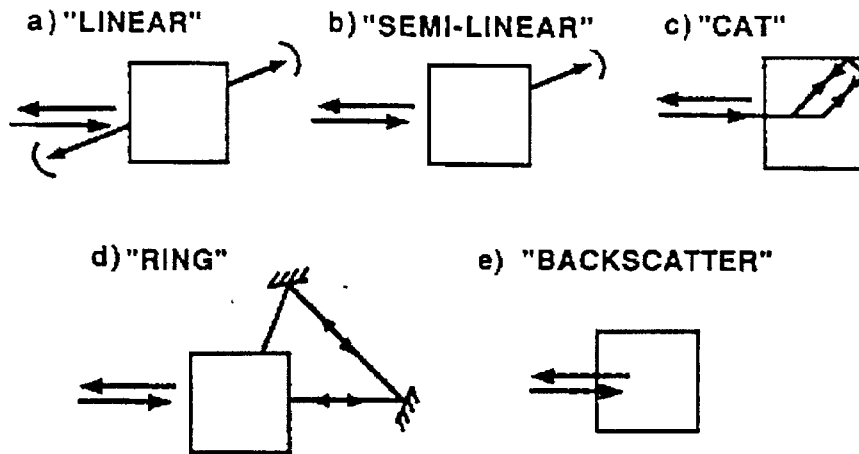 a) "LINEAR"
b) "SEMI-LINEAR"
c) "CAT"
d) "RING"
e) "BACKSCATTER"